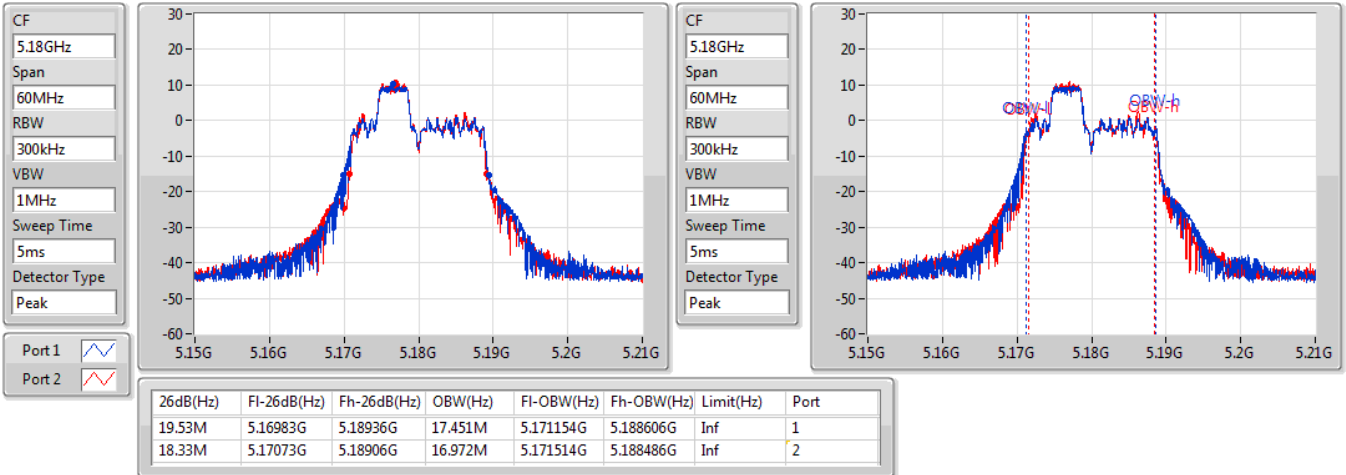 CF
5.18GHz
Span
60MHz
RBW
300kHz
VBW
1MHz
Sweep Time
5ms
Detector Type
Peak
30
20
10
0
-10
-20
-30
-40
-50
-60
5.15G 5.16G 5.17G 5.18G 5.19G 5.2G 5.21G
CF
5.18GHz
Span
60MHz
RBW
300kHz
VBW
1MHz
Sweep Time
5ms
Detector Type
Peak
30
20
10
0
-10
-20
-30
-40
-50
-60
OBW-l
OBW-h
OBW-h
5.15G 5.16G 5.17G 5.18G 5.19G 5.2G 5.21G
Port 1
Port 2
26dB(Hz) Fl-26dB(Hz) Fh-26dB(Hz) OBW(Hz) Fl-OBW(Hz) Fh-OBW(Hz) Limit(Hz) Port
19.53M 5.16983G 5.18936G 17.451M 5.171154G 5.188606G Inf 1
18.33M 5.17073G 5.18906G 16.972M 5.171514G 5.188486G Inf 2